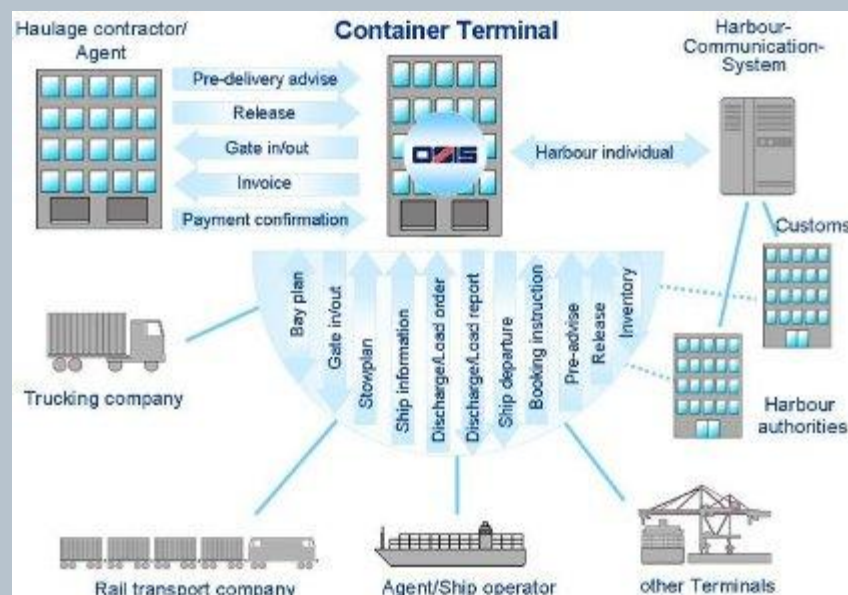 Haulage contractor/
Agent
Container Terminal
Harbour-
Communication-
System
Pre-delivery advise
Release
Gate in/out
Invoice
Payment confirmation
OSIS
Harbour individual
Customs
Bay plan
Gate in/out
Stowplan
Ship information
Discharge/Load order
Discharge/Load report
Ship departure
Booking instruction
Pre-advise
Release
Inventory
Trucking company
Harbour
authorities
Rail transport company
Agent/Ship operator
other Terminals